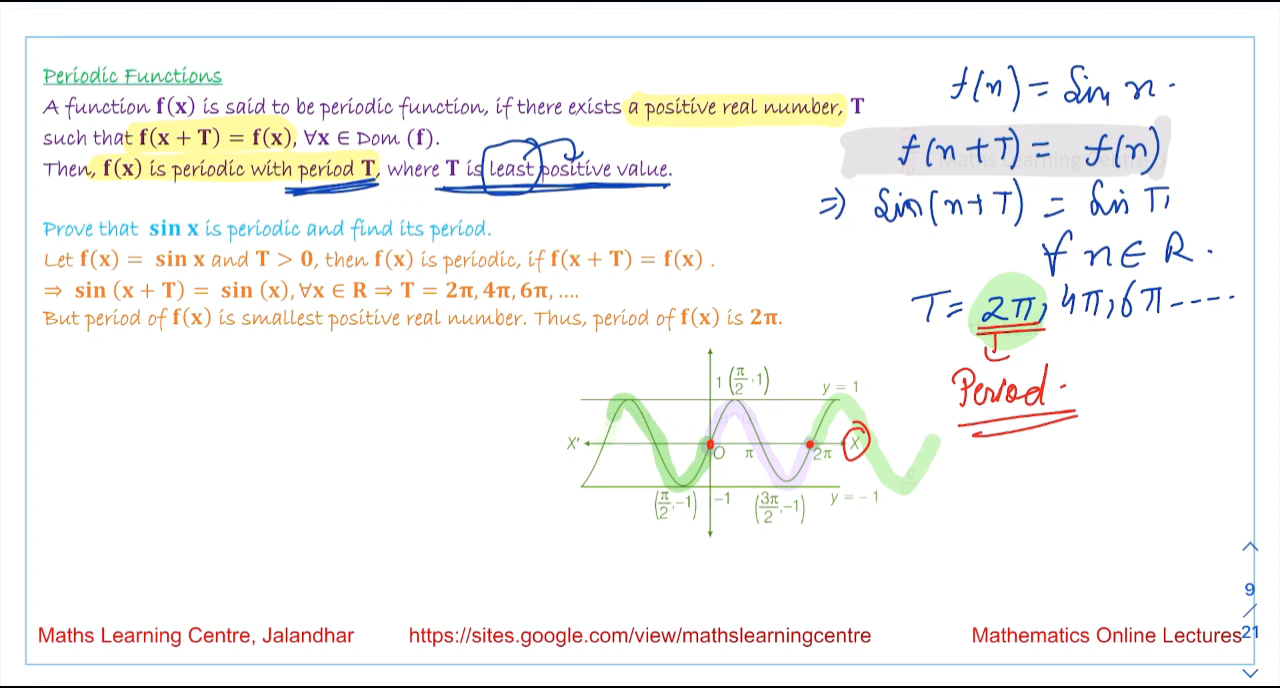 Periodic Functions
A function f(x) is said to be periodic function, if there exists a positive real number, T
such that f(x + T) = f(x), ∀x ∈ Dom (f).
Then, f(x) is periodic with period T, where T is least positive value.
Prove that sin x is periodic and find its period.
Let f(x) = sin x and T > 0, then f(x) is periodic, if f(x + T) = f(x) .
⇒ sin (x + T) = sin (x), ∀x ∈ R ⇒ T = 2π, 4π, 6π, ....
But period of f(x) is smallest positive real number. Thus, period of f(x) is 2π.
f(n) = Sin n .
f(n + T) = f(n)
⇒ Sin(n + T) = Sin T,
∀ n ∈ R .
T = 2π, 4π, 6π ----.
Period.
1 (π/2, 1) y = 1
X' O π 2π X
(π/2, −1) −1 (3π/2, −1) y = − 1
9
/
21
Maths Learning Centre, Jalandhar https://sites.google.com/view/mathslearningcentre Mathematics Online Lectures